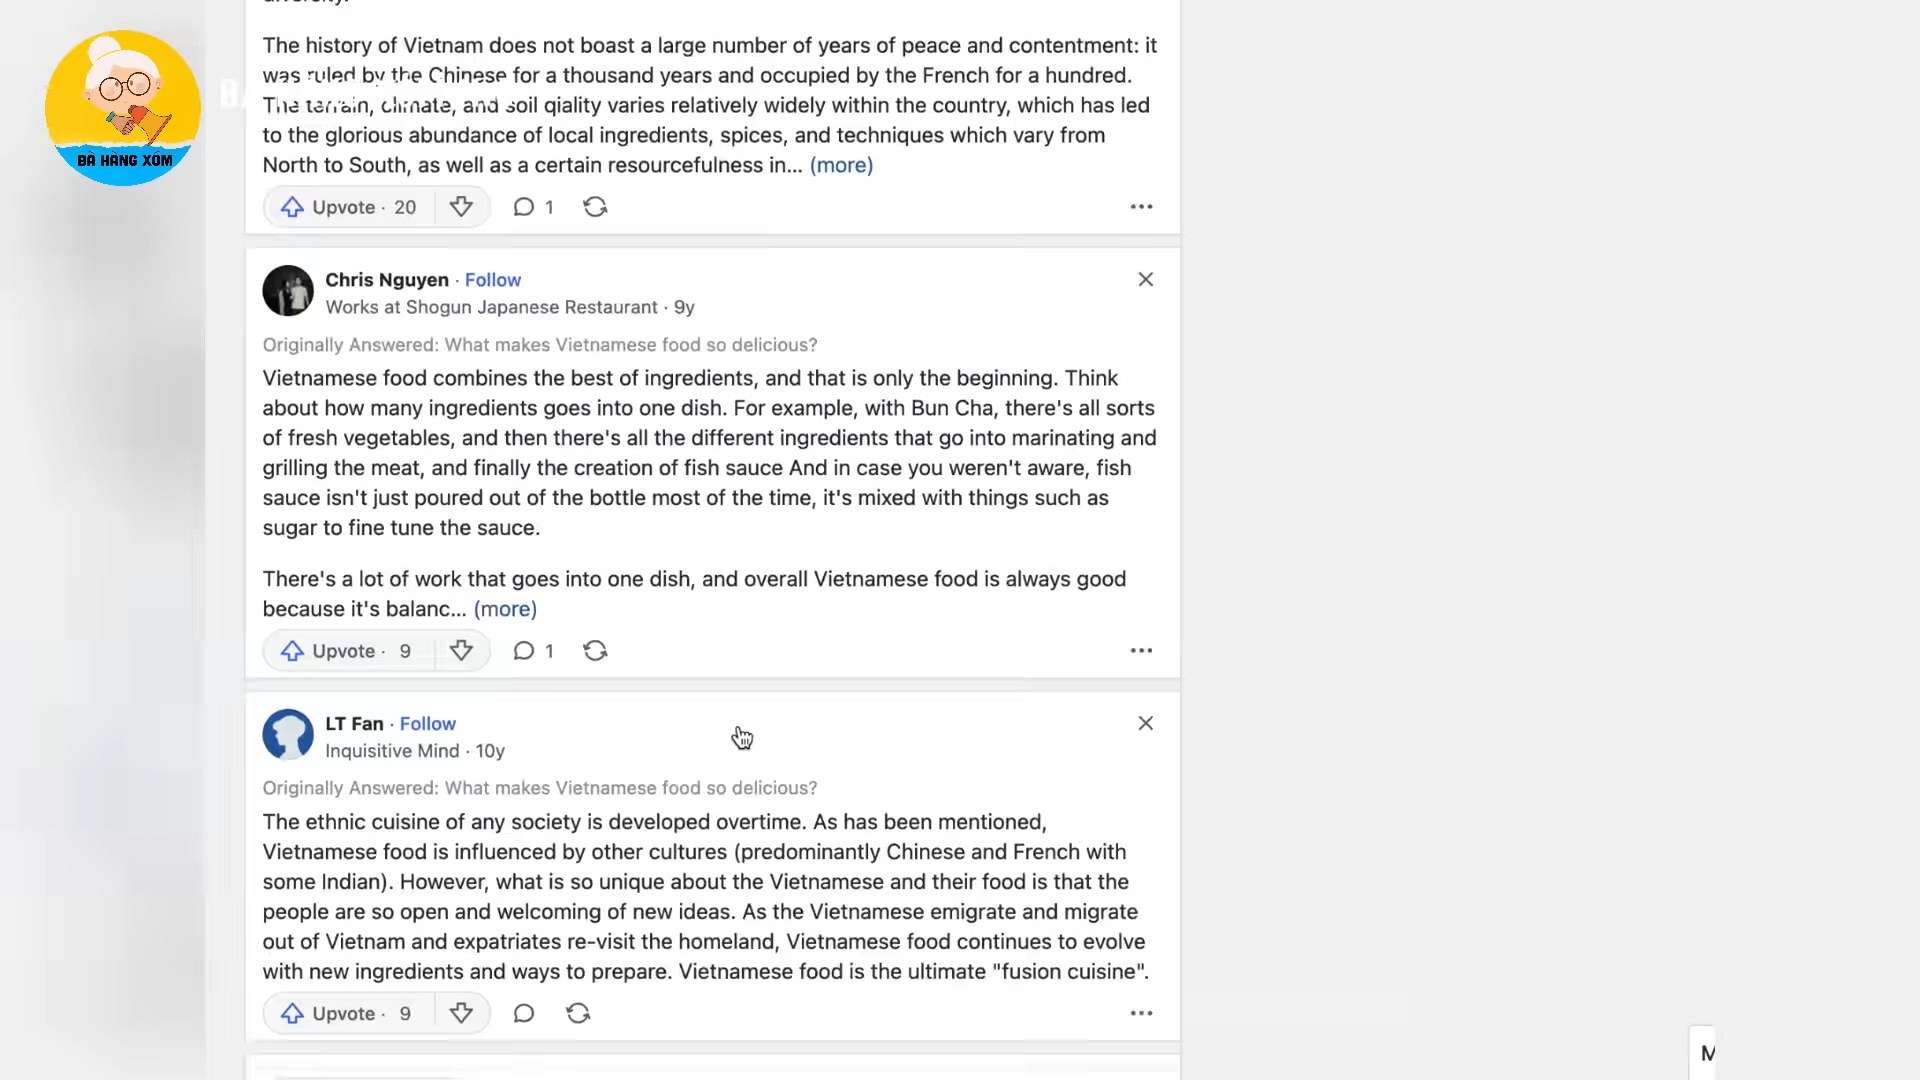 diversity.
The history of Vietnam does not boast a large number of years of peace and contentment: it
was ruled by the Chinese for a thousand years and occupied by the French for a hundred.
The terrain, climate, and soil qiality varies relatively widely within the country, which has led
to the glorious abundance of local ingredients, spices, and techniques which vary from
North to South, as well as a certain resourcefulness in... (more)
BÀ HÀNG XÓM
Upvote · 20
1
Chris Nguyen · Follow
Works at Shogun Japanese Restaurant · 9y
Originally Answered: What makes Vietnamese food so delicious?
Vietnamese food combines the best of ingredients, and that is only the beginning. Think
about how many ingredients goes into one dish. For example, with Bun Cha, there's all sorts
of fresh vegetables, and then there's all the different ingredients that go into marinating and
grilling the meat, and finally the creation of fish sauce And in case you weren't aware, fish
sauce isn't just poured out of the bottle most of the time, it's mixed with things such as
sugar to fine tune the sauce.
There's a lot of work that goes into one dish, and overall Vietnamese food is always good
because it's balanc... (more)
Upvote · 9
1
LT Fan · Follow
Inquisitive Mind · 10y
Originally Answered: What makes Vietnamese food so delicious?
The ethnic cuisine of any society is developed overtime. As has been mentioned,
Vietnamese food is influenced by other cultures (predominantly Chinese and French with
some Indian). However, what is so unique about the Vietnamese and their food is that the
people are so open and welcoming of new ideas. As the Vietnamese emigrate and migrate
out of Vietnam and expatriates re-visit the homeland, Vietnamese food continues to evolve
with new ingredients and ways to prepare. Vietnamese food is the ultimate "fusion cuisine".
Upvote · 9
M